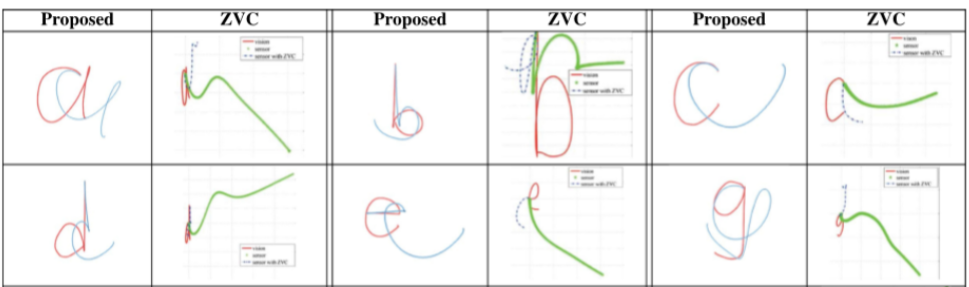 Proposed ZVC Proposed ZVC Proposed ZVC
a
vision
sensor
sensor with ZVC
b
vision
sensor
sensor with ZVC
c
vision
sensor
sensor with ZVC
d
vision
sensor
sensor with ZVC
e
vision
sensor
sensor with ZVC
g
vision
sensor
sensor with ZVC